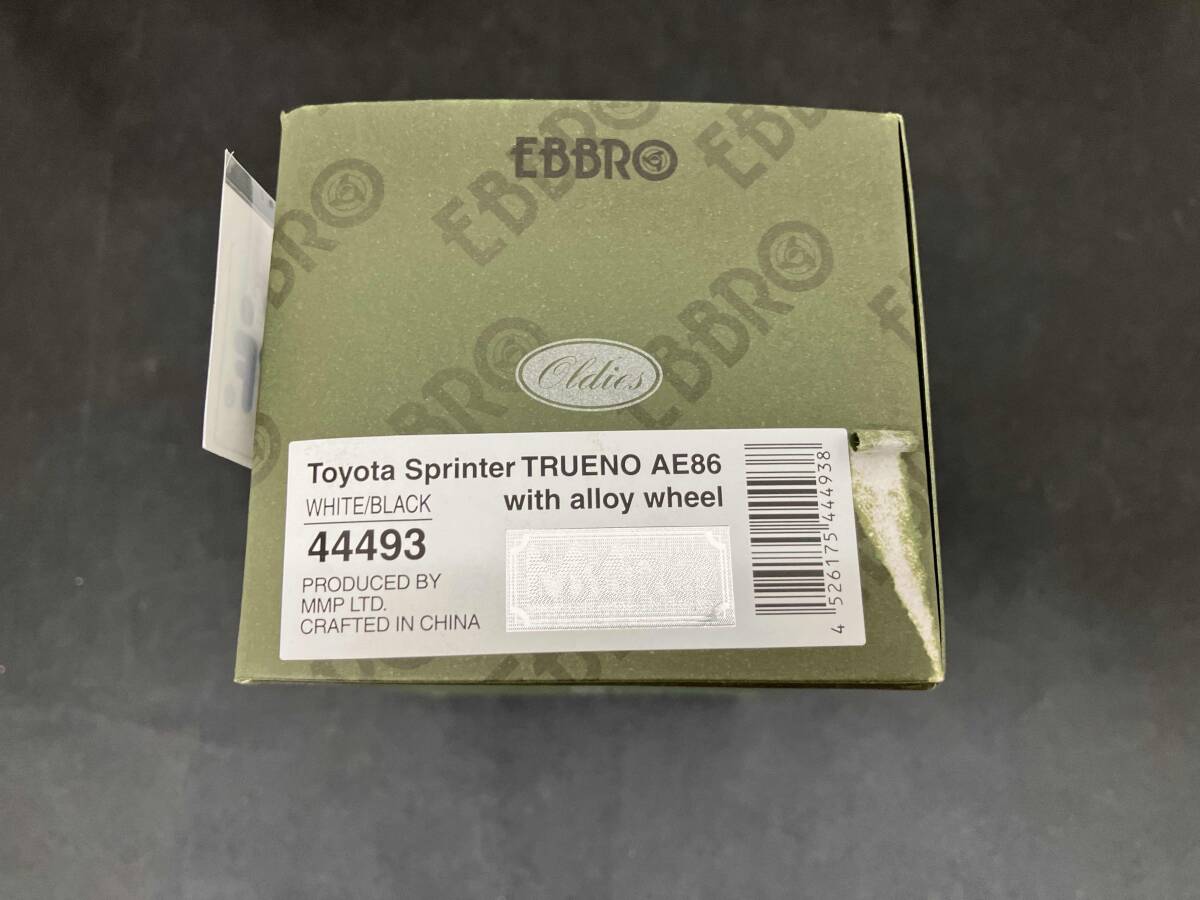 EBBRO
EBBRO
EBBRO
EBBRO
Oldies
Toyota Sprinter TRUENO AE86
WHITE/BLACK
with alloy wheel
44493
PRODUCED BY
MMP LTD.
CRAFTED IN CHINA
4 526175 444938